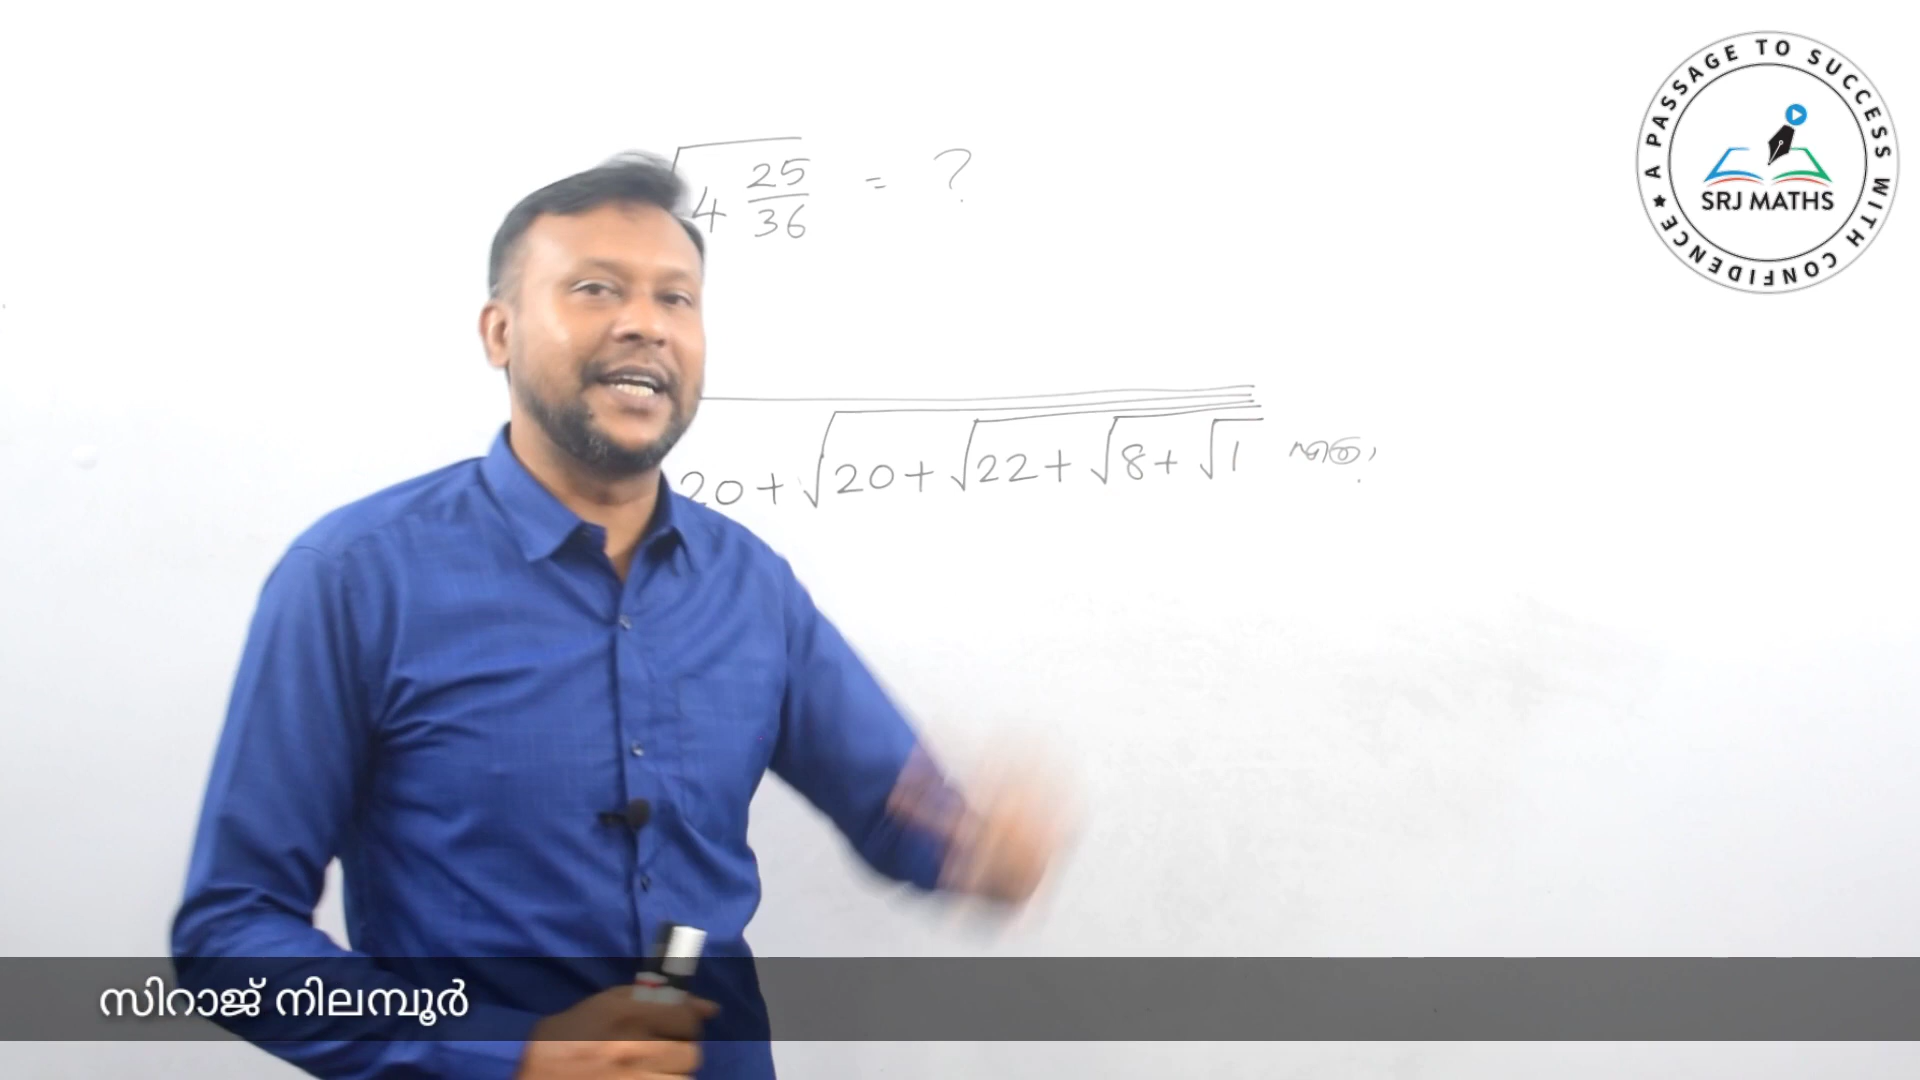 √4 25/36 = ?
20 + √20 + √22 + √8 + √1 എത്ര?
A PASSAGE TO SUCCESS WITH CONFIDENCE
SRJ MATHS
സിറാജ് നിലമ്പൂർ